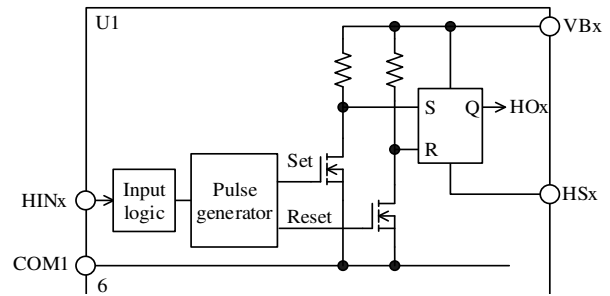 U1
VBx
S Q HOx
R
Set
HINx Input logic Pulse generator
Reset
HSx
COM1
6